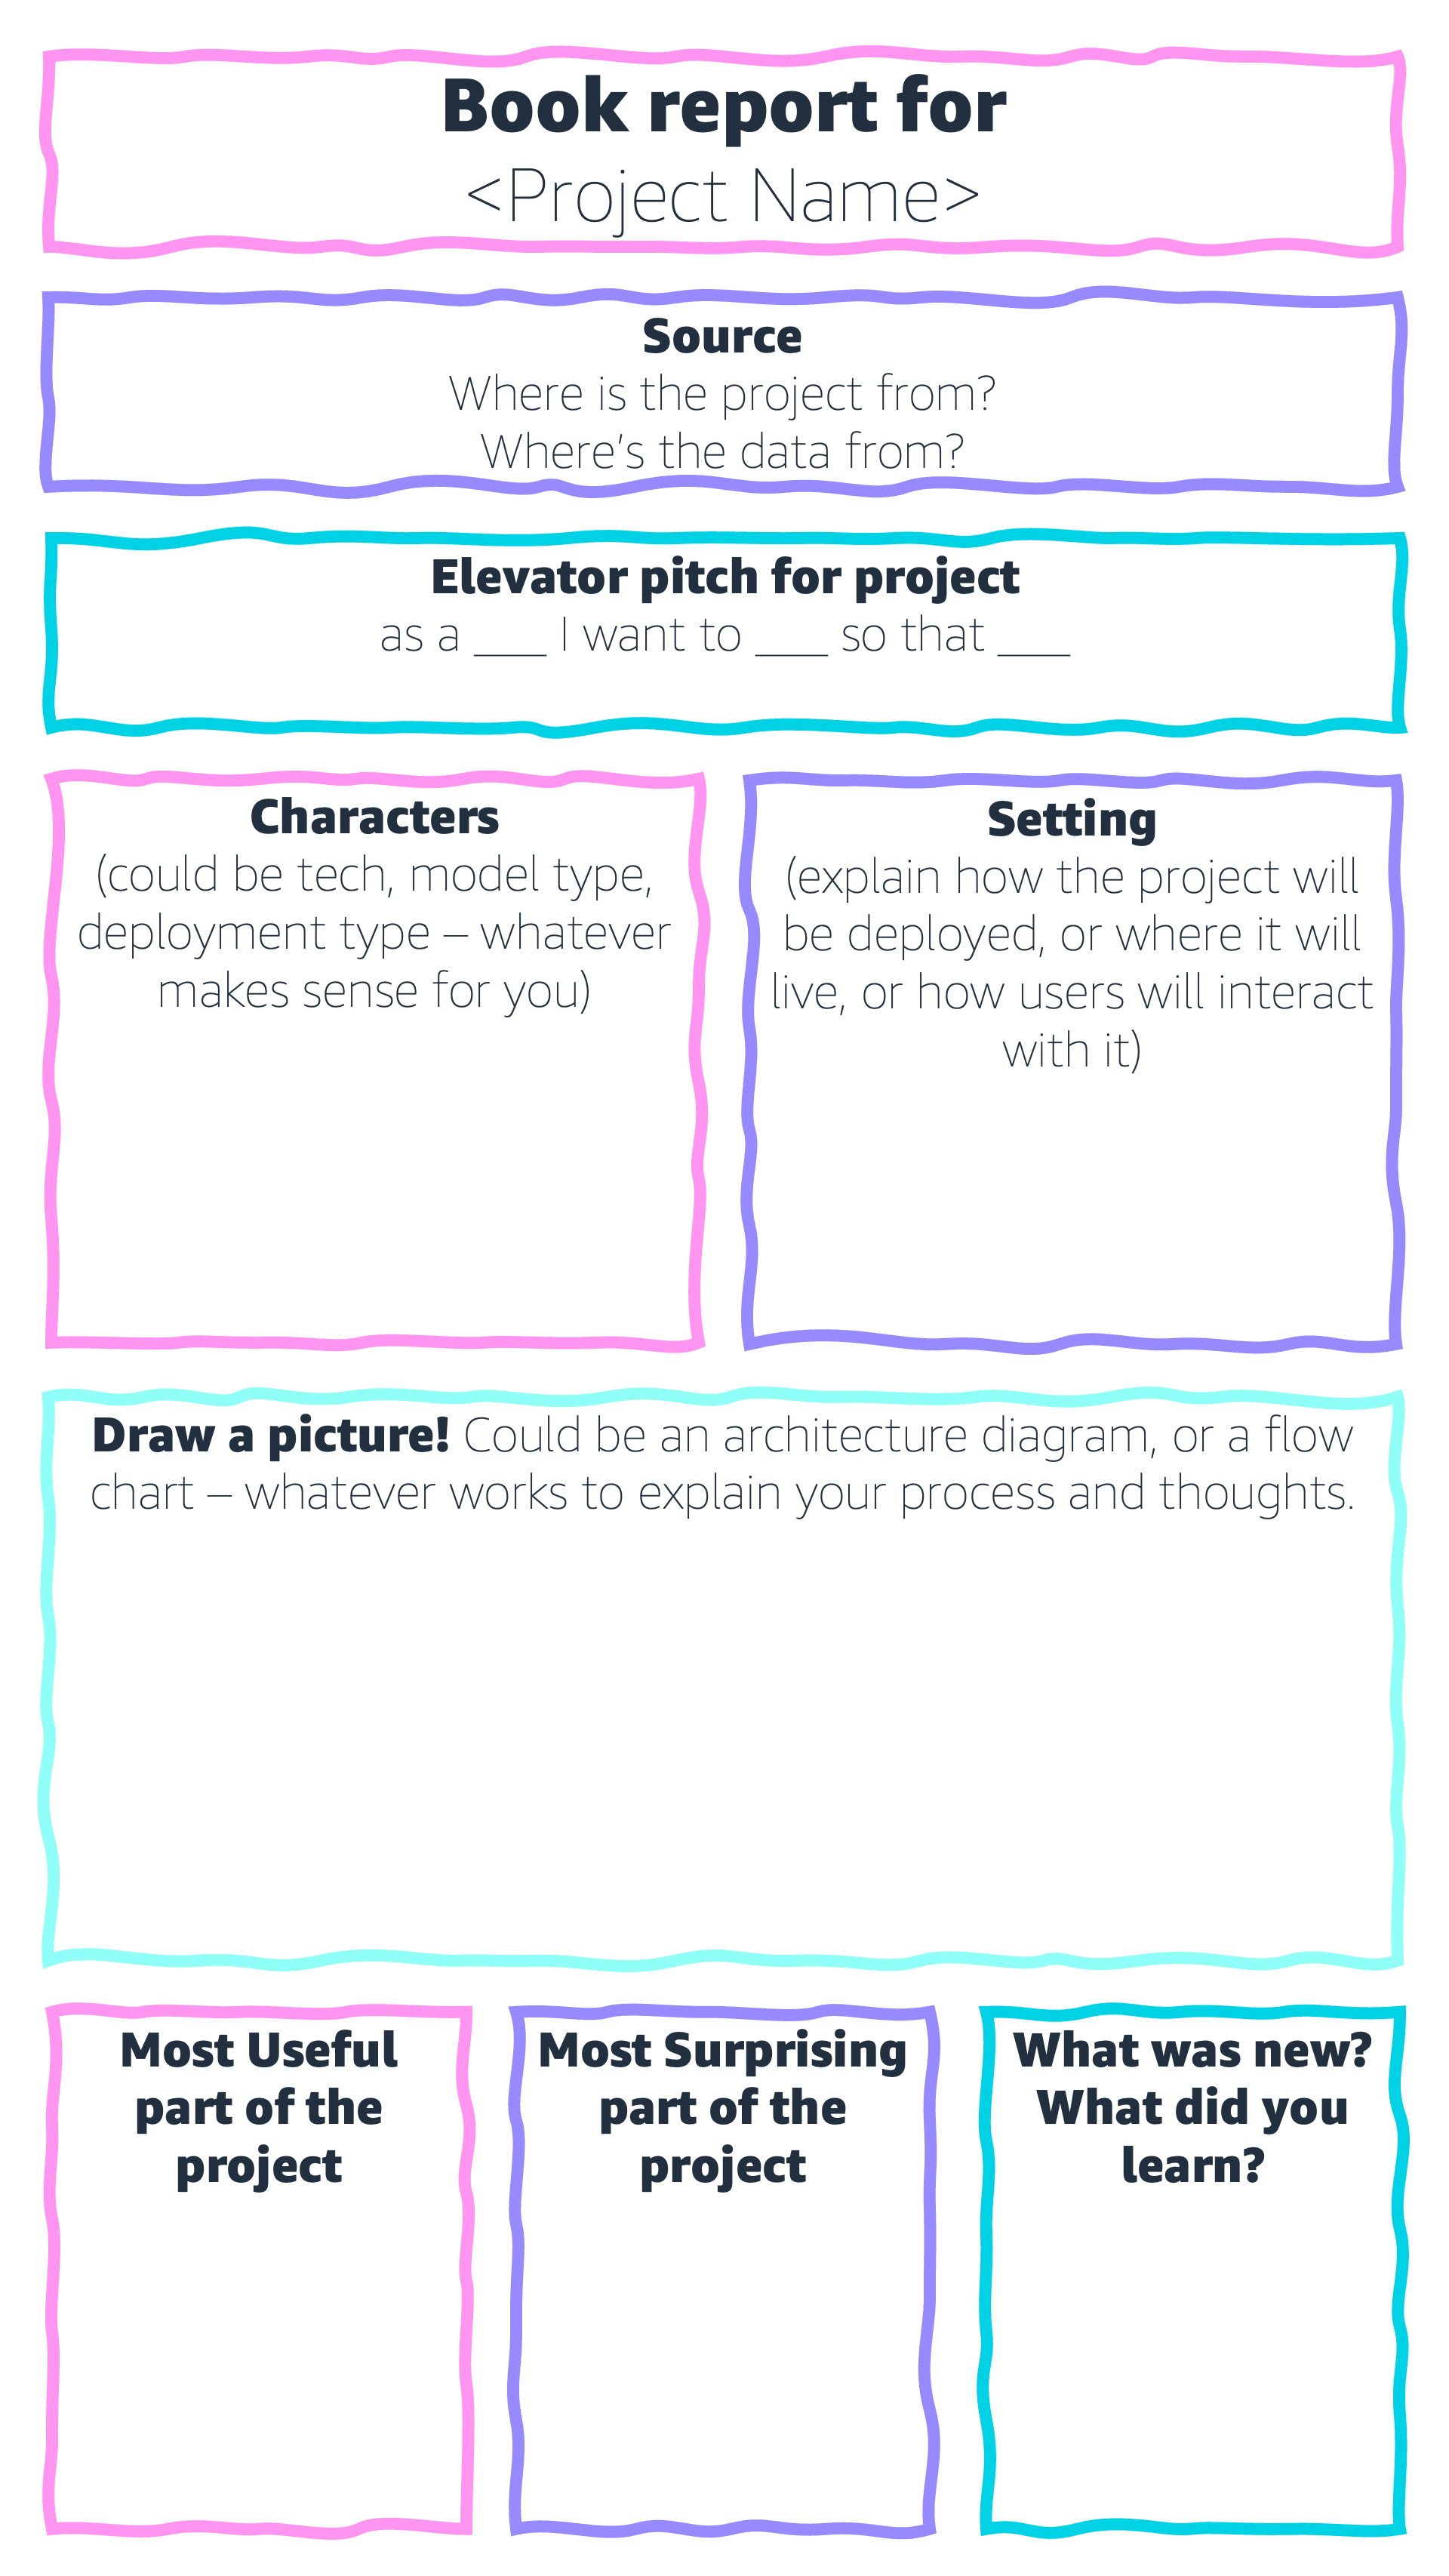 Book report for
<Project Name>
Source
Where is the project from?
Where’s the data from?
Elevator pitch for project
as a ___ I want to ___ so that ___
Characters
(could be tech, model type,
deployment type – whatever
makes sense for you)
Setting
(explain how the project will
be deployed, or where it will
live, or how users will interact
with it)
Draw a picture! Could be an architecture diagram, or a flow
chart – whatever works to explain your process and thoughts.
Most Useful
part of the
project
Most Surprising
part of the
project
What was new?
What did you
learn?